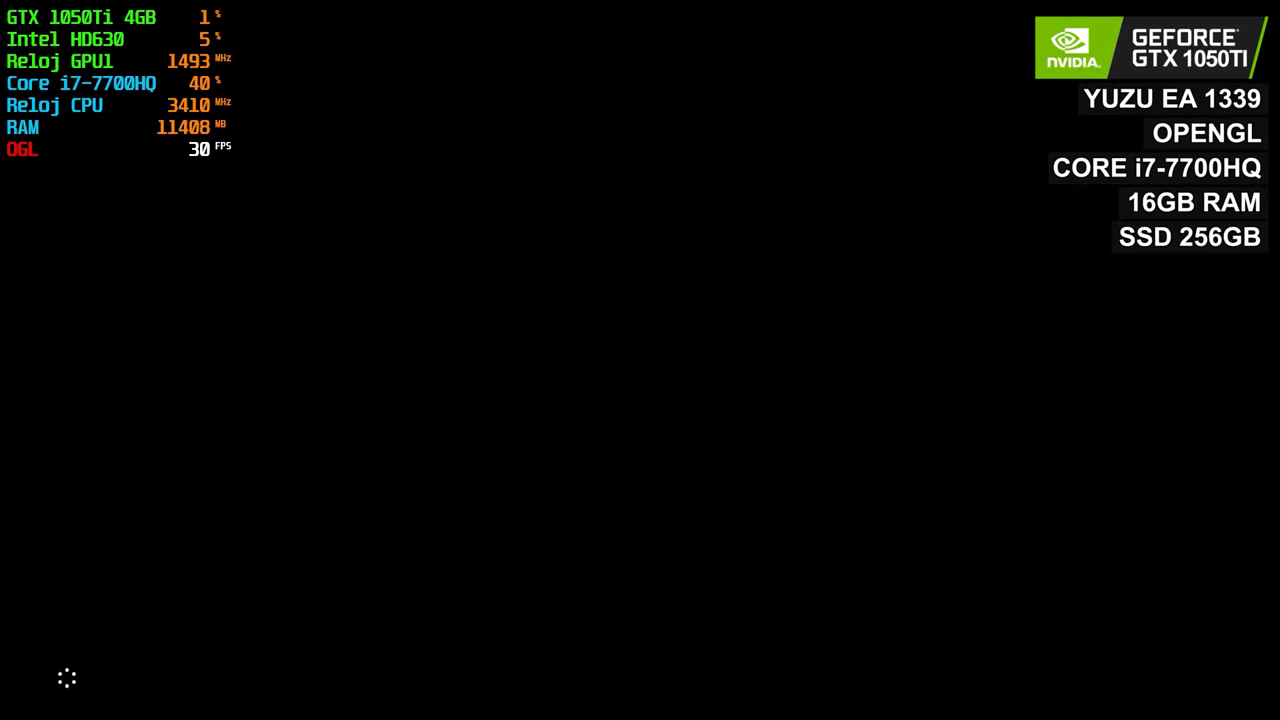 GTX 1050Ti 4GB 1 %
Intel HD630 5 %
Reloj GPU1 1493 MHz
Core i7-7700HQ 40 %
Reloj CPU 3410 MHz
RAM 11408 MB
OGL 30 FPS
NVIDIA.
GEFORCE
GTX 1050TI
YUZU EA 1339
OPENGL
CORE i7-7700HQ
16GB RAM
SSD 256GB